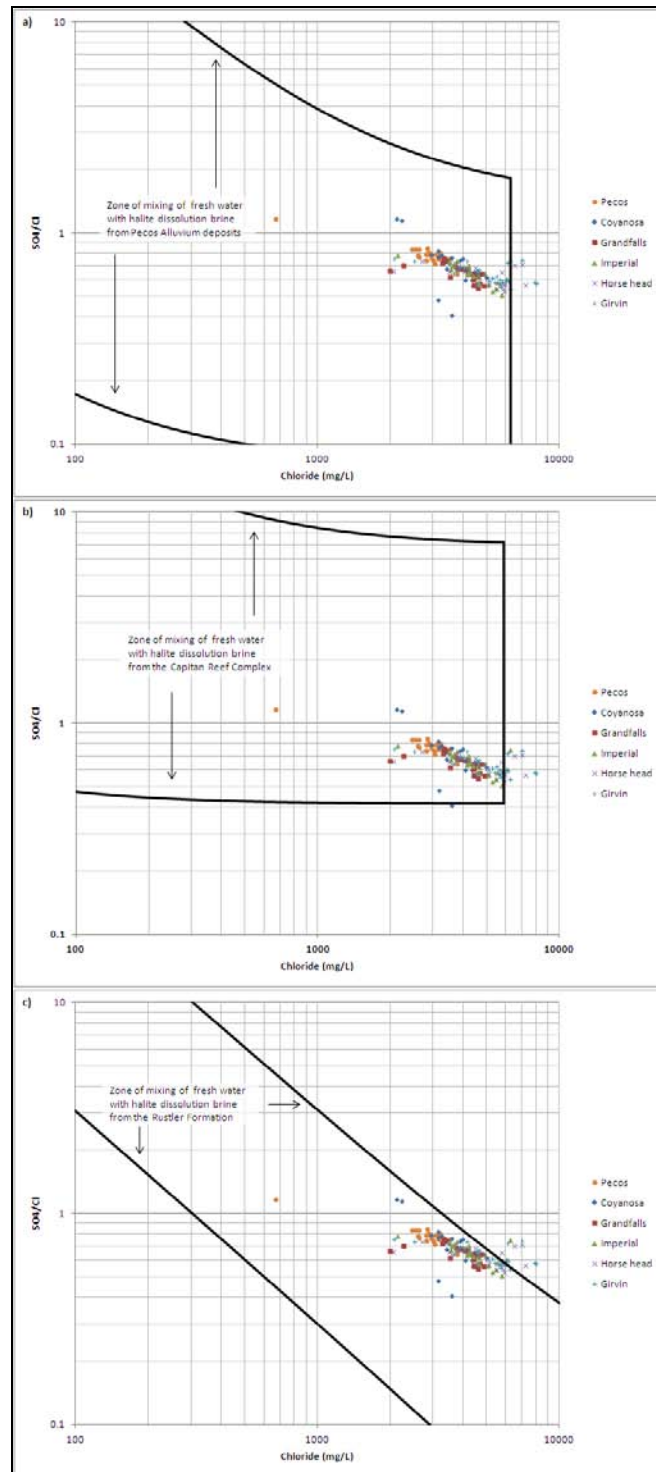 a)
10
Zone of mixing of fresh water
with halite dissolution brine
from Pecos Alluvium deposits
SO4/Cl
1
0.1
100
1000
10000
Chloride (mg/L)
Pecos
Coyanosa
Grandfalls
Imperial
Horse head
Girvin
b)
10
Zone of mixing of fresh water
with halite dissolution brine
from the Capitan Reef Complex
SO4/Cl
1
0.1
100
1000
10000
Chloride (mg/L)
Pecos
Coyanosa
Grandfalls
Imperial
Horse head
Girvin
c)
10
Zone of mixing of fresh water
with halite dissolution brine
from the Rustler Formation
SO4/Cl
1
0.1
100
1000
10000
Chloride (mg/L)
Pecos
Coyanosa
Grandfalls
Imperial
Horse head
Girvin